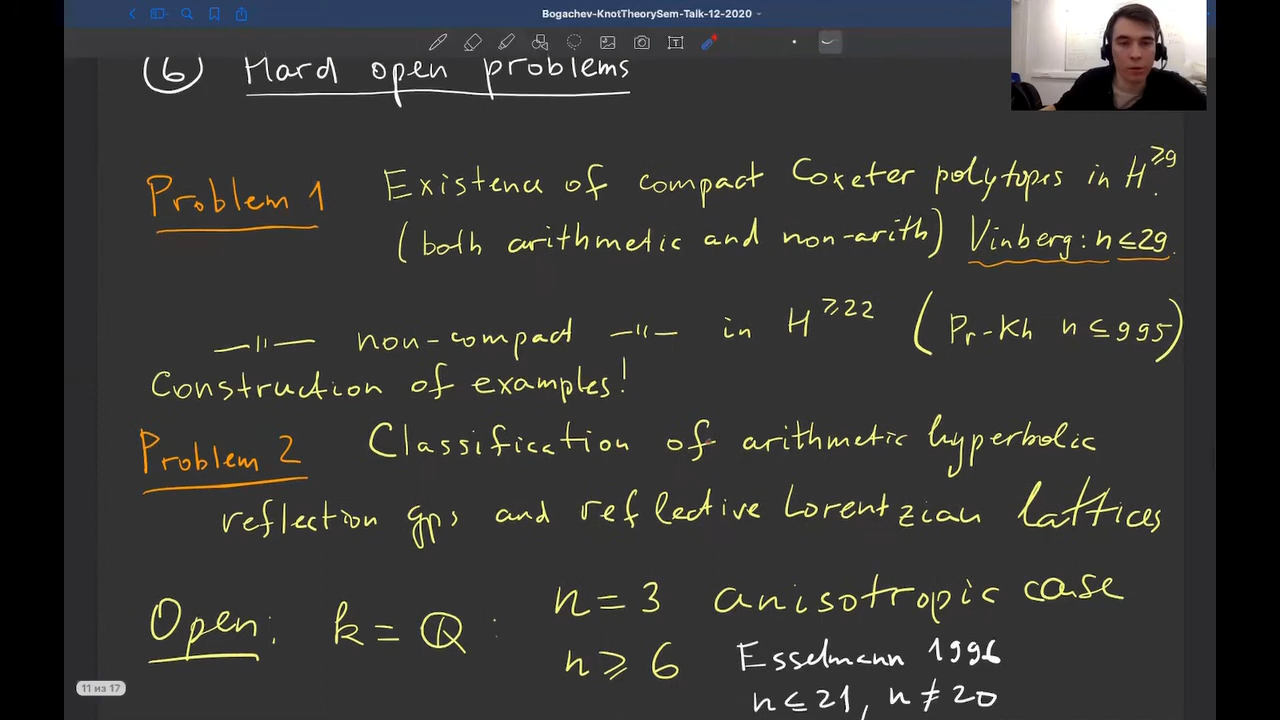 Bogachev-KnotTheorySem-Talk-12-2020
(6) Hard open problems
Problem 1 Existence of compact Coxeter polytopes in H^≥9.
(both arithmetic and non-arith) Vinberg: n ≤ 29.
—"— non-compact —"— in H^≥22 (Pr-Kh n ≤ 995)
Construction of examples!
Problem 2 Classification of arithmetic hyperbolic
reflection gps and reflective Lorentzian lattices
Open: k = ℚ : n = 3 anisotropic case
n ≥ 6 Esselmann 1996
n ≤ 21, n ≠ 20
11 из 17